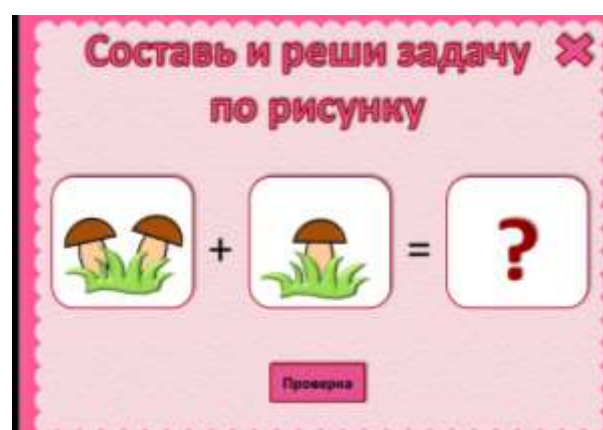 Составь и реши задачу
по рисунку
+ = ?
Проверка